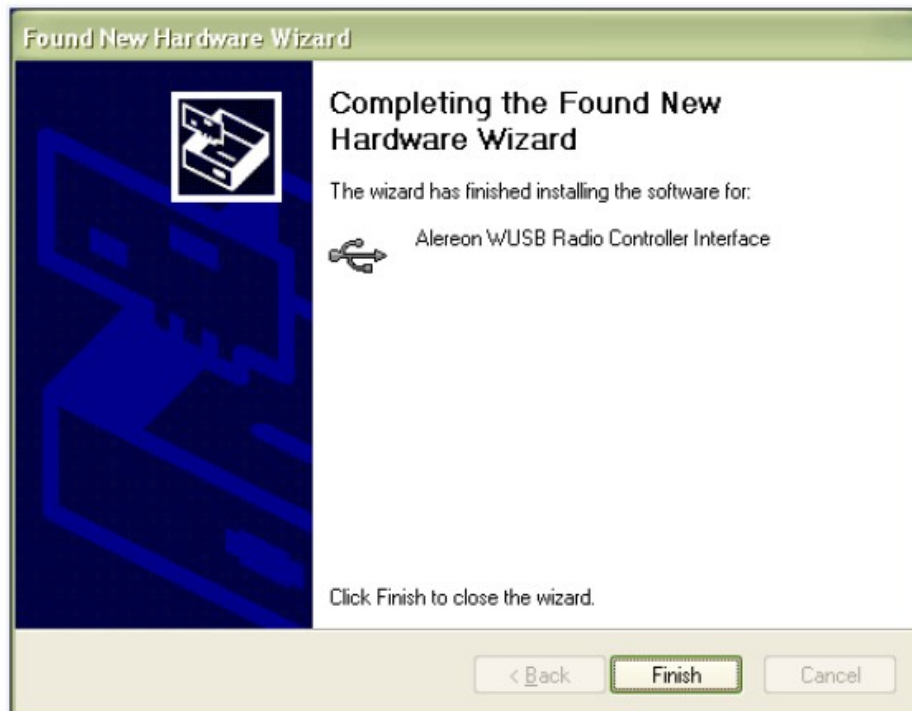 Found New Hardware Wizard
Completing the Found New
Hardware Wizard
The wizard has finished installing the software for:
Alereon WUSB Radio Controller Interface
Click Finish to close the wizard.
< Back
Finish
Cancel